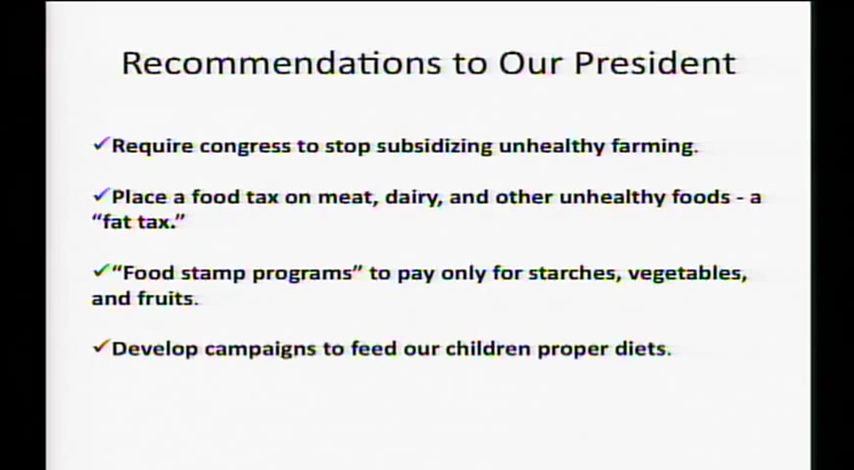 Recommendations to Our President
✓Require congress to stop subsidizing unhealthy farming.
✓Place a food tax on meat, dairy, and other unhealthy foods - a
“fat tax.”
✓“Food stamp programs” to pay only for starches, vegetables,
and fruits.
✓Develop campaigns to feed our children proper diets.